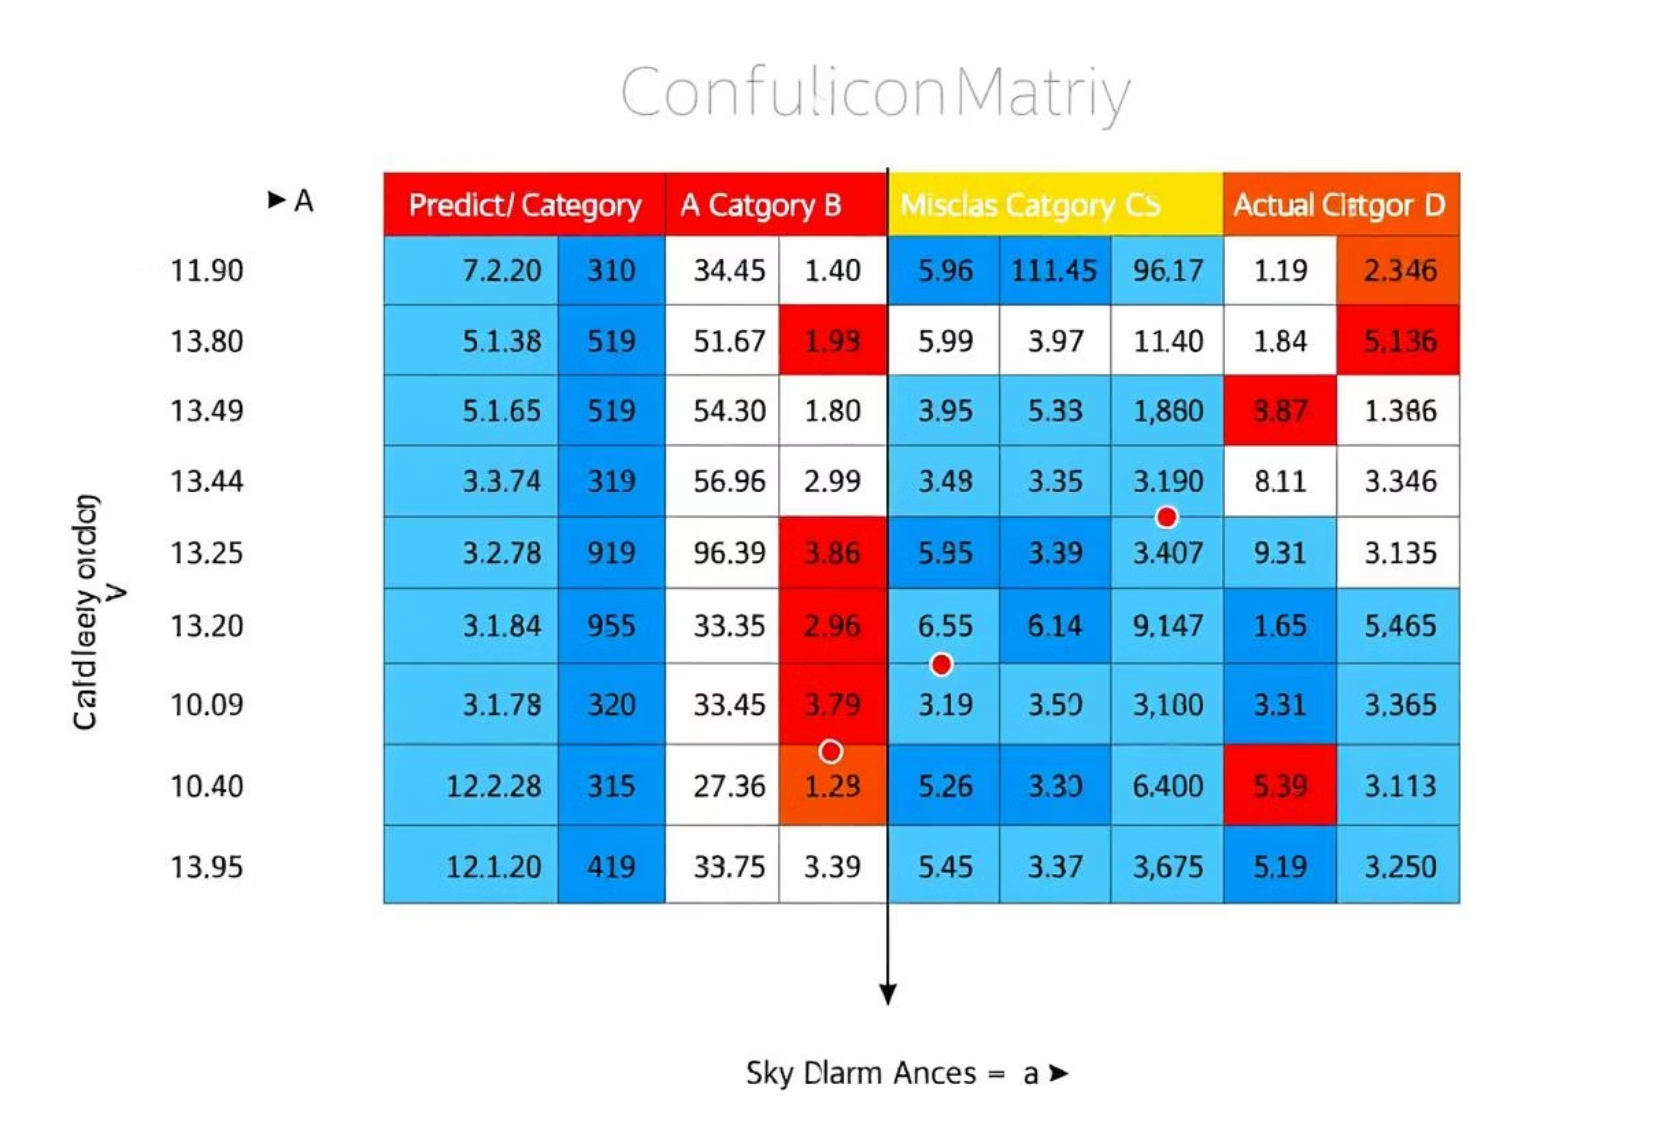 ConfuliconMatriy
A
Predict/ Category A Catgory B Misclas Catgory CS Actual Clitgor D
11.90 7.2.20 310 34.45 1.40 5.96 111.45 96.17 1.19 2.346
13.80 5.1.38 519 51.67 1.93 5.99 3.97 11.40 1.84 5.136
13.49 5.1.65 519 54.30 1.80 3.95 5.33 1,860 3.87 1.386
13.44 3.3.74 319 56.96 2.99 3.48 3.35 3.190 8.11 3.346
13.25 3.2.78 919 96.39 3.86 5.95 3.39 3.407 9.31 3.135
13.20 3.1.84 955 33.35 2.96 6.55 6.14 9,147 1.65 5,465
10.09 3.1.78 320 33.45 3.79 3.19 3.50 3,100 3.31 3,365
10.40 12.2.28 315 27.36 1.23 5.26 3.30 6.400 5.39 3.113
13.95 12.1.20 419 33.75 3.39 5.45 3.37 3,675 5.19 3.250
Sky Dlarm Ances = a